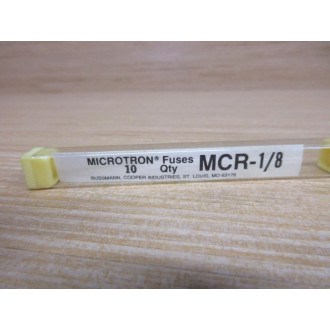 MICROTRON® Fuses MCR-1/8
10 Qty
BUSSMANN, COOPER INDUSTRIES, ST. LOUIS, MO 63178